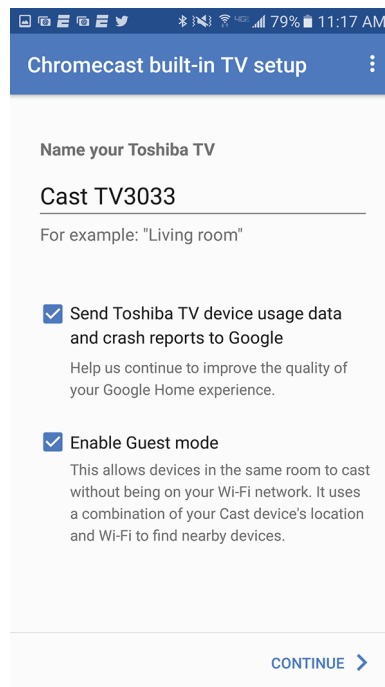 79% 11:17 AM
Chromecast built-in TV setup
Name your Toshiba TV
Cast TV3033
For example: "Living room"
Send Toshiba TV device usage data
and crash reports to Google
Help us continue to improve the quality of
your Google Home experience.
Enable Guest mode
This allows devices in the same room to cast
without being on your Wi-Fi network. It uses
a combination of your Cast device's location
and Wi-Fi to find nearby devices.
CONTINUE